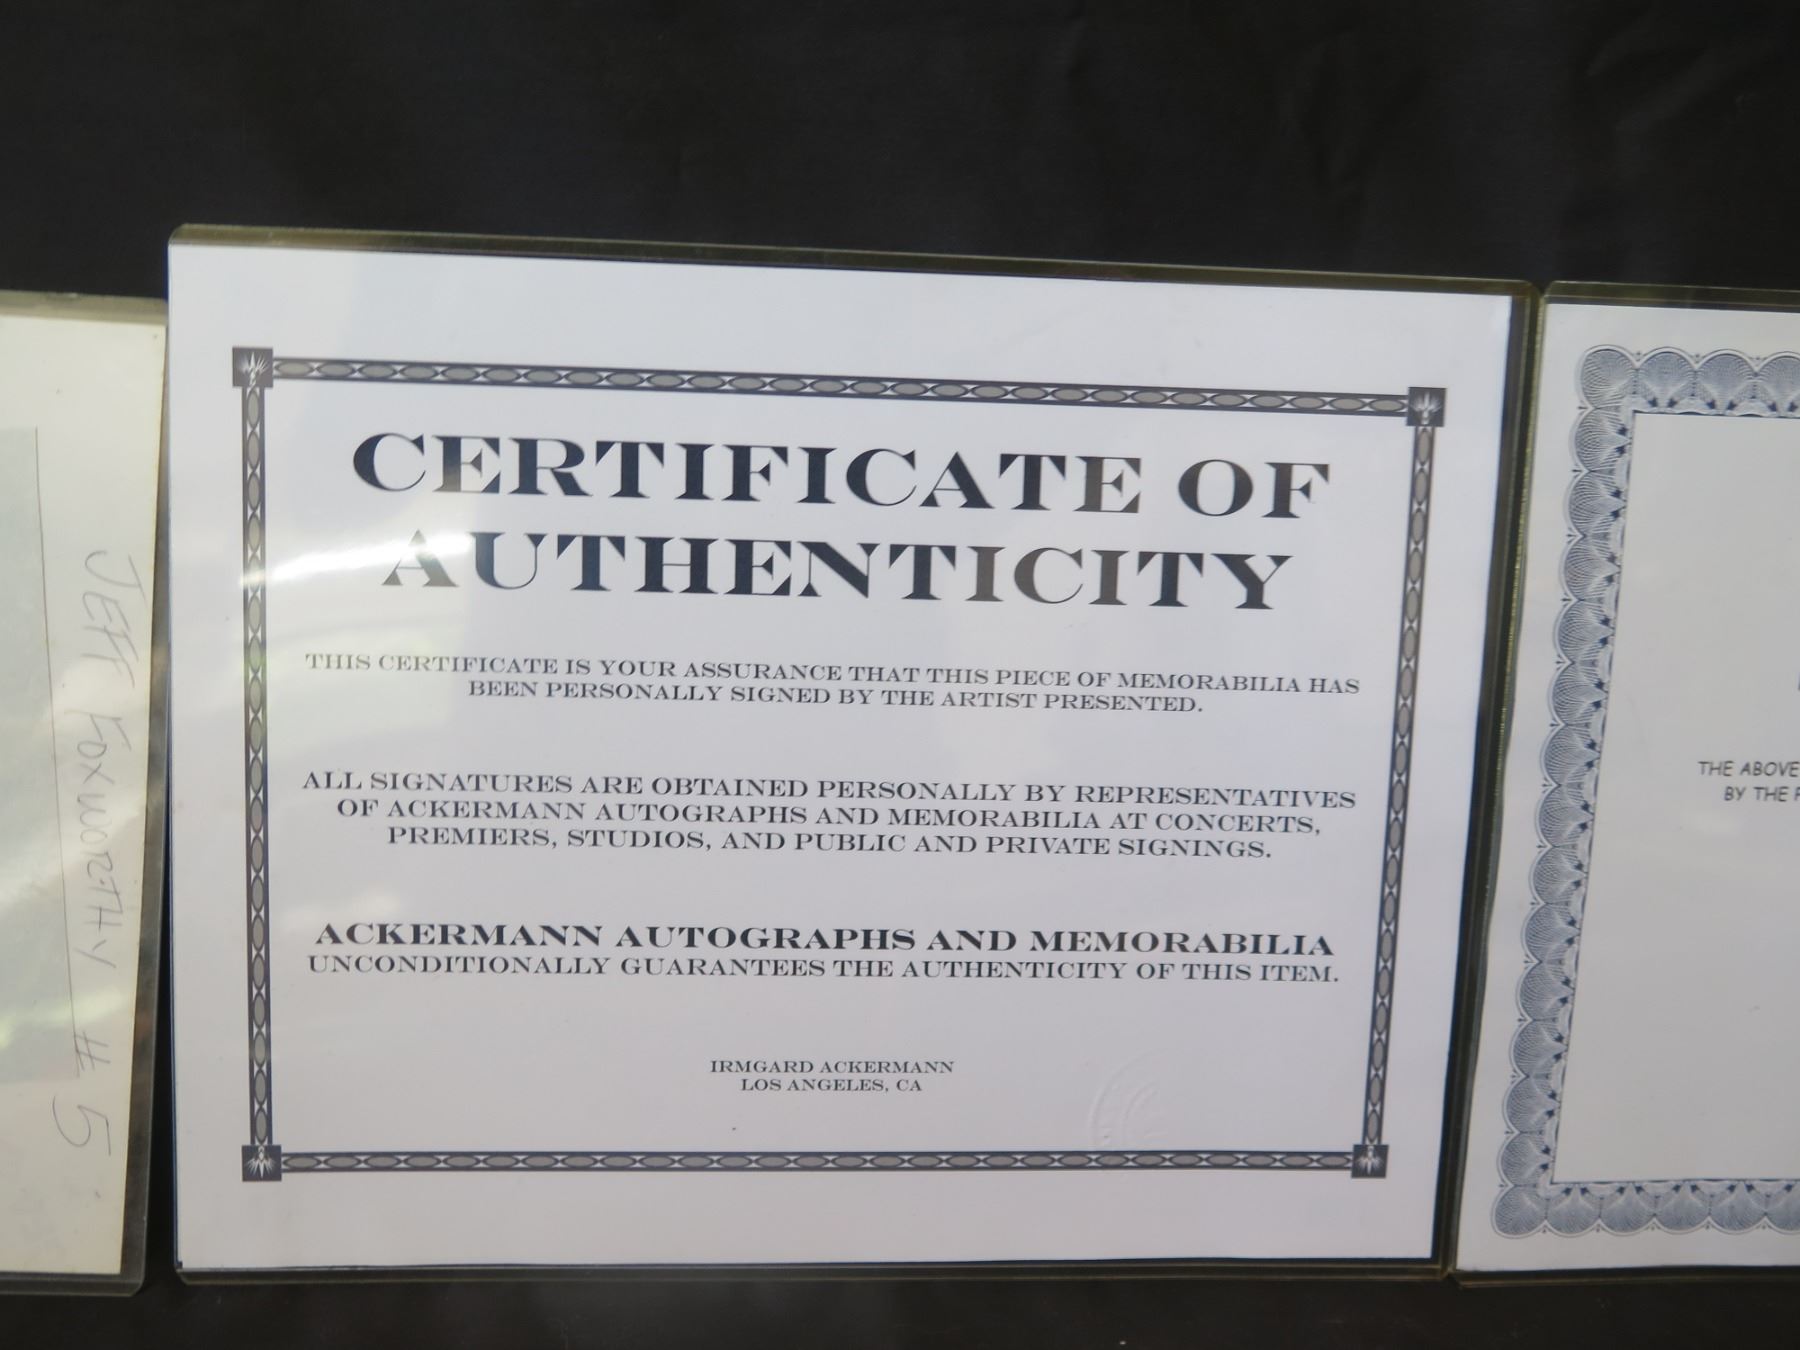 JEFF FOXWORTHY # 5
CERTIFICATE OF
AUTHENTICITY
THIS CERTIFICATE IS YOUR ASSURANCE THAT THIS PIECE OF MEMORABILIA HAS
BEEN PERSONALLY SIGNED BY THE ARTIST PRESENTED.
ALL SIGNATURES ARE OBTAINED PERSONALLY BY REPRESENTATIVES
OF ACKERMANN AUTOGRAPHS AND MEMORABILIA AT CONCERTS,
PREMIERS, STUDIOS, AND PUBLIC AND PRIVATE SIGNINGS.
ACKERMANN AUTOGRAPHS AND MEMORABILIA
UNCONDITIONALLY GUARANTEES THE AUTHENTICITY OF THIS ITEM.
IRMGARD ACKERMANN
LOS ANGELES, CA
THE ABOVE
BY THE